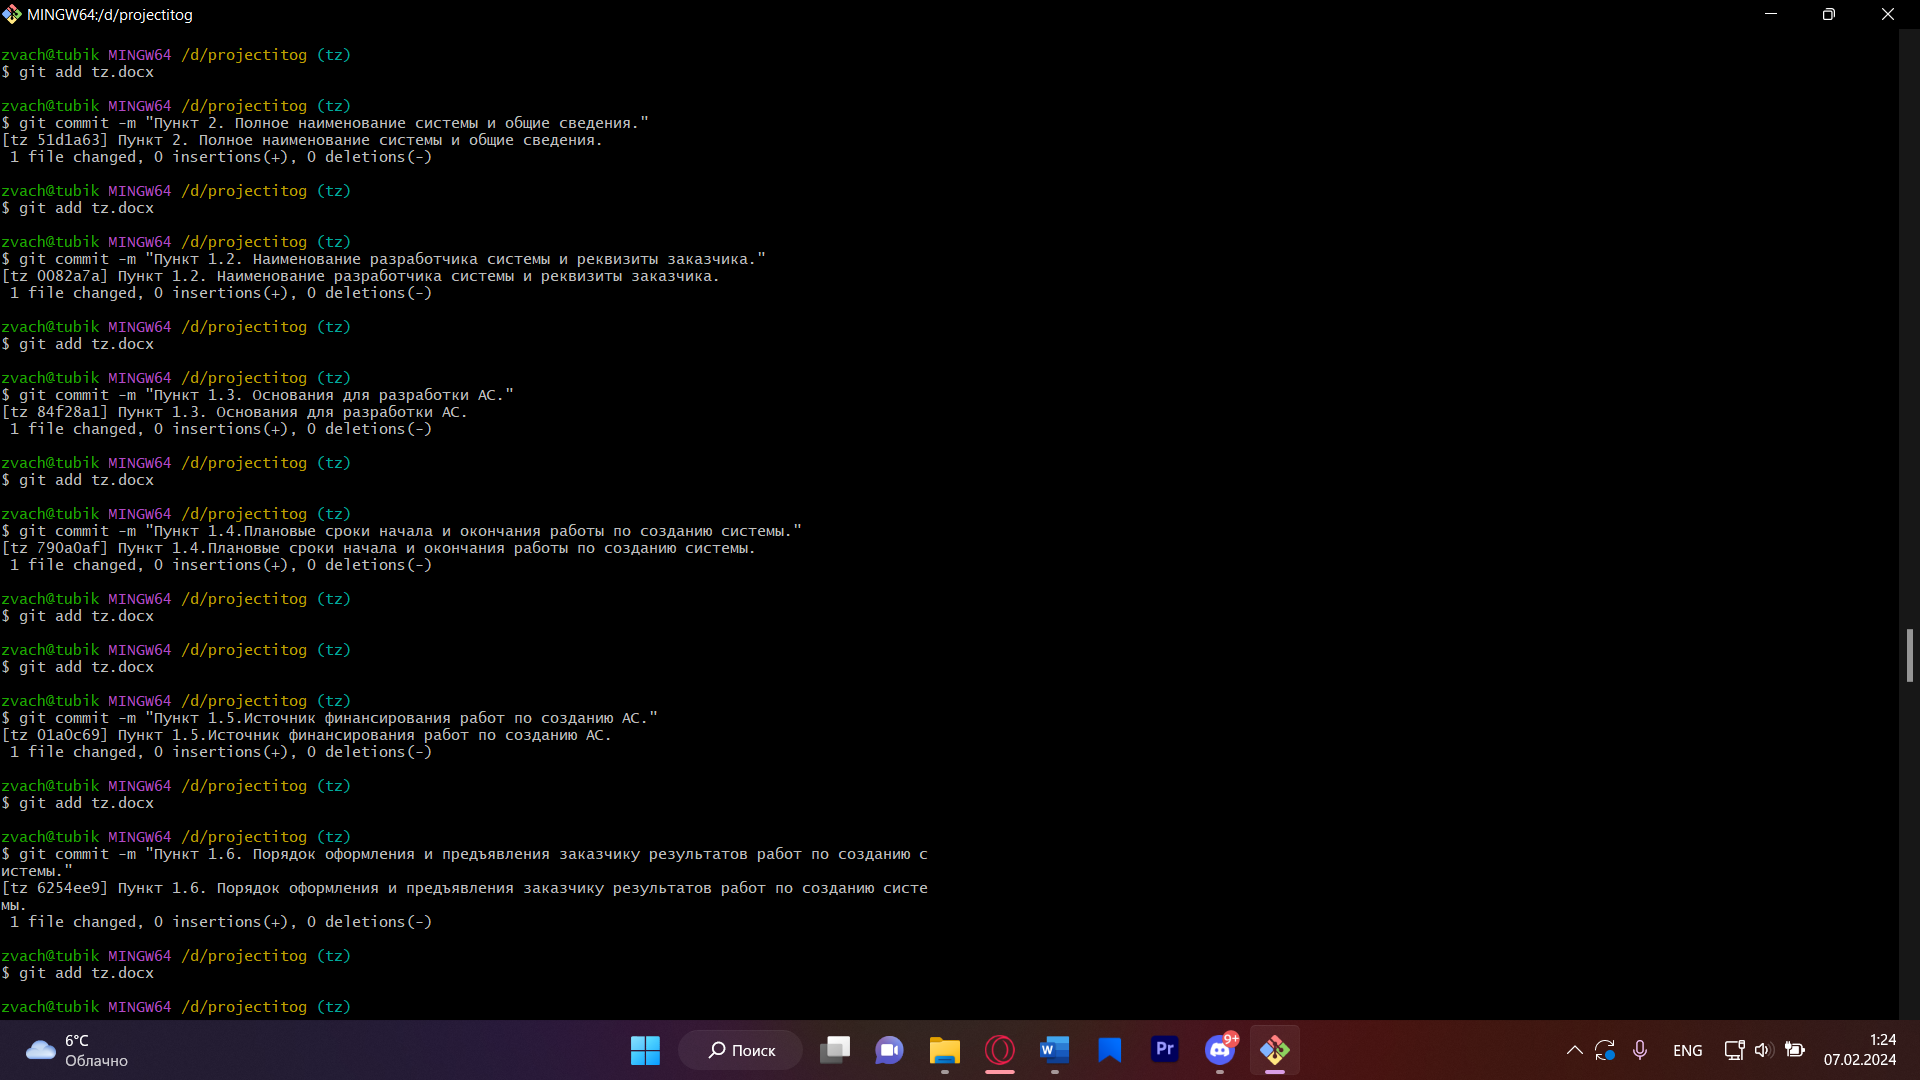 MINGW64:/d/projectitog
zvach@tubik MINGW64 /d/projectitog (tz)
$ git add tz.docx
zvach@tubik MINGW64 /d/projectitog (tz)
$ git commit -m "Пункт 2. Полное наименование системы и общие сведения."
[tz 51d1a63] Пункт 2. Полное наименование системы и общие сведения.
1 file changed, 0 insertions(+), 0 deletions(-)
zvach@tubik MINGW64 /d/projectitog (tz)
$ git add tz.docx
zvach@tubik MINGW64 /d/projectitog (tz)
$ git commit -m "Пункт 1.2. Наименование разработчика системы и реквизиты заказчика."
[tz 0082a7a] Пункт 1.2. Наименование разработчика системы и реквизиты заказчика.
1 file changed, 0 insertions(+), 0 deletions(-)
zvach@tubik MINGW64 /d/projectitog (tz)
$ git add tz.docx
zvach@tubik MINGW64 /d/projectitog (tz)
$ git commit -m "Пункт 1.3. Основания для разработки АС."
[tz 84f28a1] Пункт 1.3. Основания для разработки АС.
1 file changed, 0 insertions(+), 0 deletions(-)
zvach@tubik MINGW64 /d/projectitog (tz)
$ git add tz.docx
zvach@tubik MINGW64 /d/projectitog (tz)
$ git commit -m "Пункт 1.4.Плановые сроки начала и окончания работы по созданию системы."
[tz 790a0af] Пункт 1.4.Плановые сроки начала и окончания работы по созданию системы.
1 file changed, 0 insertions(+), 0 deletions(-)
zvach@tubik MINGW64 /d/projectitog (tz)
$ git add tz.docx
zvach@tubik MINGW64 /d/projectitog (tz)
$ git add tz.docx
zvach@tubik MINGW64 /d/projectitog (tz)
$ git commit -m "Пункт 1.5.Источник финансирования работ по созданию АС."
[tz 01a0c69] Пункт 1.5.Источник финансирования работ по созданию АС.
1 file changed, 0 insertions(+), 0 deletions(-)
zvach@tubik MINGW64 /d/projectitog (tz)
$ git add tz.docx
zvach@tubik MINGW64 /d/projectitog (tz)
$ git commit -m "Пункт 1.6. Порядок оформления и предъявления заказчику результатов работ по созданию с
истемы."
[tz 6254ee9] Пункт 1.6. Порядок оформления и предъявления заказчику результатов работ по созданию систе
мы.
1 file changed, 0 insertions(+), 0 deletions(-)
zvach@tubik MINGW64 /d/projectitog (tz)
$ git add tz.docx
zvach@tubik MINGW64 /d/projectitog (tz)
6°C
Облачно
Поиск
W
Pr
9+
ENG
1:24
07.02.2024